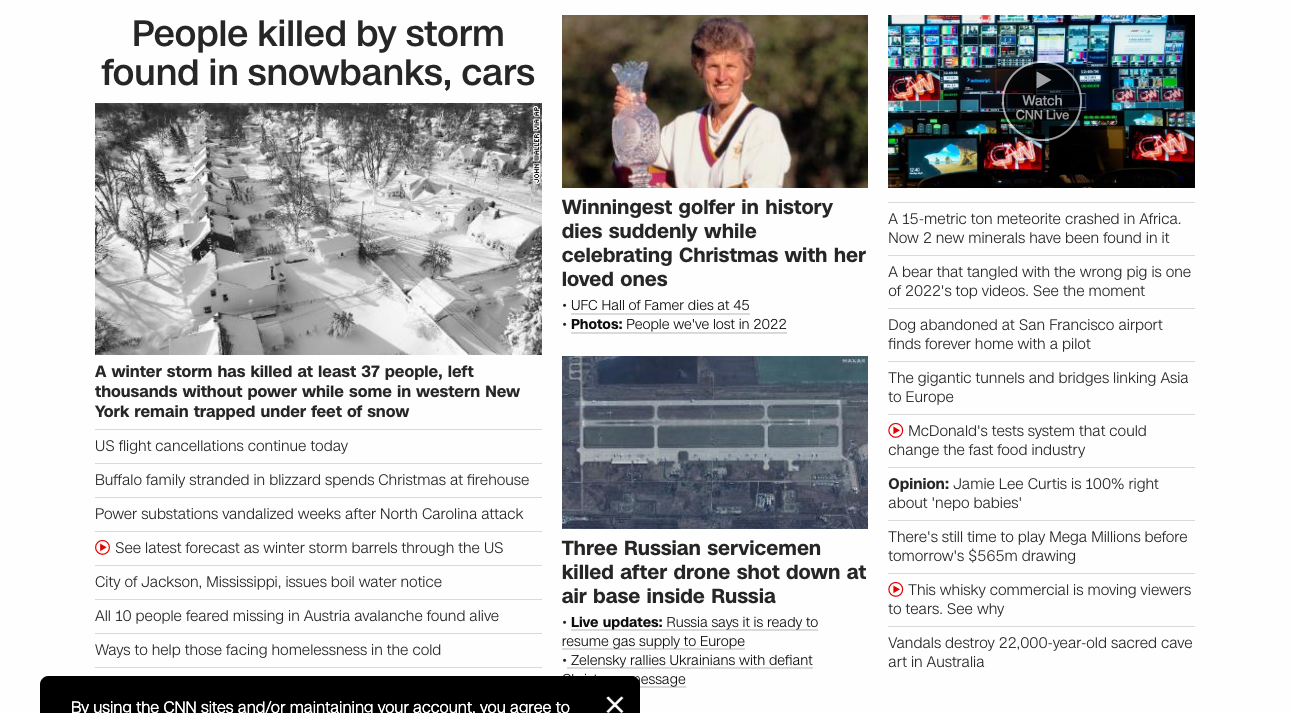 People killed by storm
found in snowbanks, cars
A winter storm has killed at least 37 people, left
thousands without power while some in western New
York remain trapped under feet of snow
US flight cancellations continue today
Buffalo family stranded in blizzard spends Christmas at firehouse
Power substations vandalized weeks after North Carolina attack
See latest forecast as winter storm barrels through the US
City of Jackson, Mississippi, issues boil water notice
All 10 people feared missing in Austria avalanche found alive
Ways to help those facing homelessness in the cold
Winningest golfer in history
dies suddenly while
celebrating Christmas with her
loved ones
• UFC Hall of Famer dies at 45
• Photos: People we've lost in 2022
Three Russian servicemen
killed after drone shot down at
air base inside Russia
• Live updates: Russia says it is ready to
resume gas supply to Europe
• Zelensky rallies Ukrainians with defiant
message
Watch
CNN Live
CNN
CNN
CNN
A 15-metric ton meteorite crashed in Africa.
Now 2 new minerals have been found in it
A bear that tangled with the wrong pig is one
of 2022's top videos. See the moment
Dog abandoned at San Francisco airport
finds forever home with a pilot
The gigantic tunnels and bridges linking Asia
to Europe
McDonald's tests system that could
change the fast food industry
Opinion: Jamie Lee Curtis is 100% right
about 'nepo babies'
There's still time to play Mega Millions before
tomorrow's $565m drawing
This whisky commercial is moving viewers
to tears. See why
Vandals destroy 22,000-year-old sacred cave
art in Australia
By using the CNN sites and/or maintaining your account, you agree to